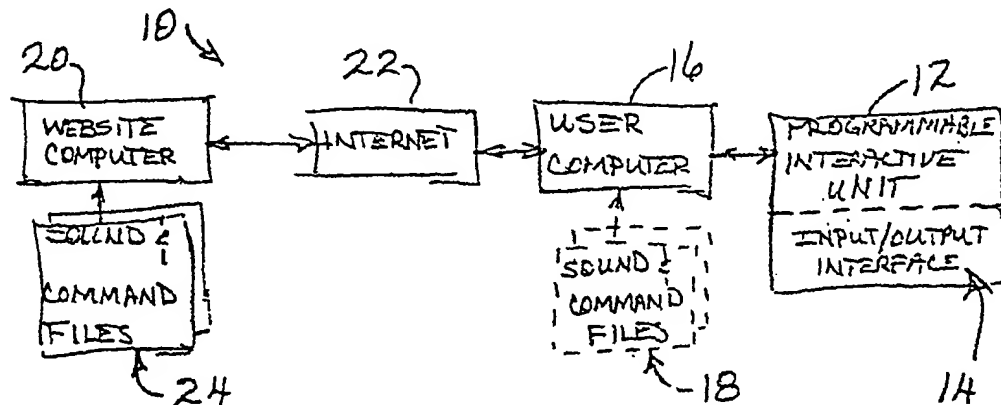 10
20
22
16
12
WEBSITE
COMPUTER
INTERNET
USER
COMPUTER
PROGRAMMABLE
INTERACTIVE
UNIT
INPUT/OUTPUT
INTERFACE
SOUND &
COMMAND
FILES
SOUND &
COMMAND
FILES
24
18
14